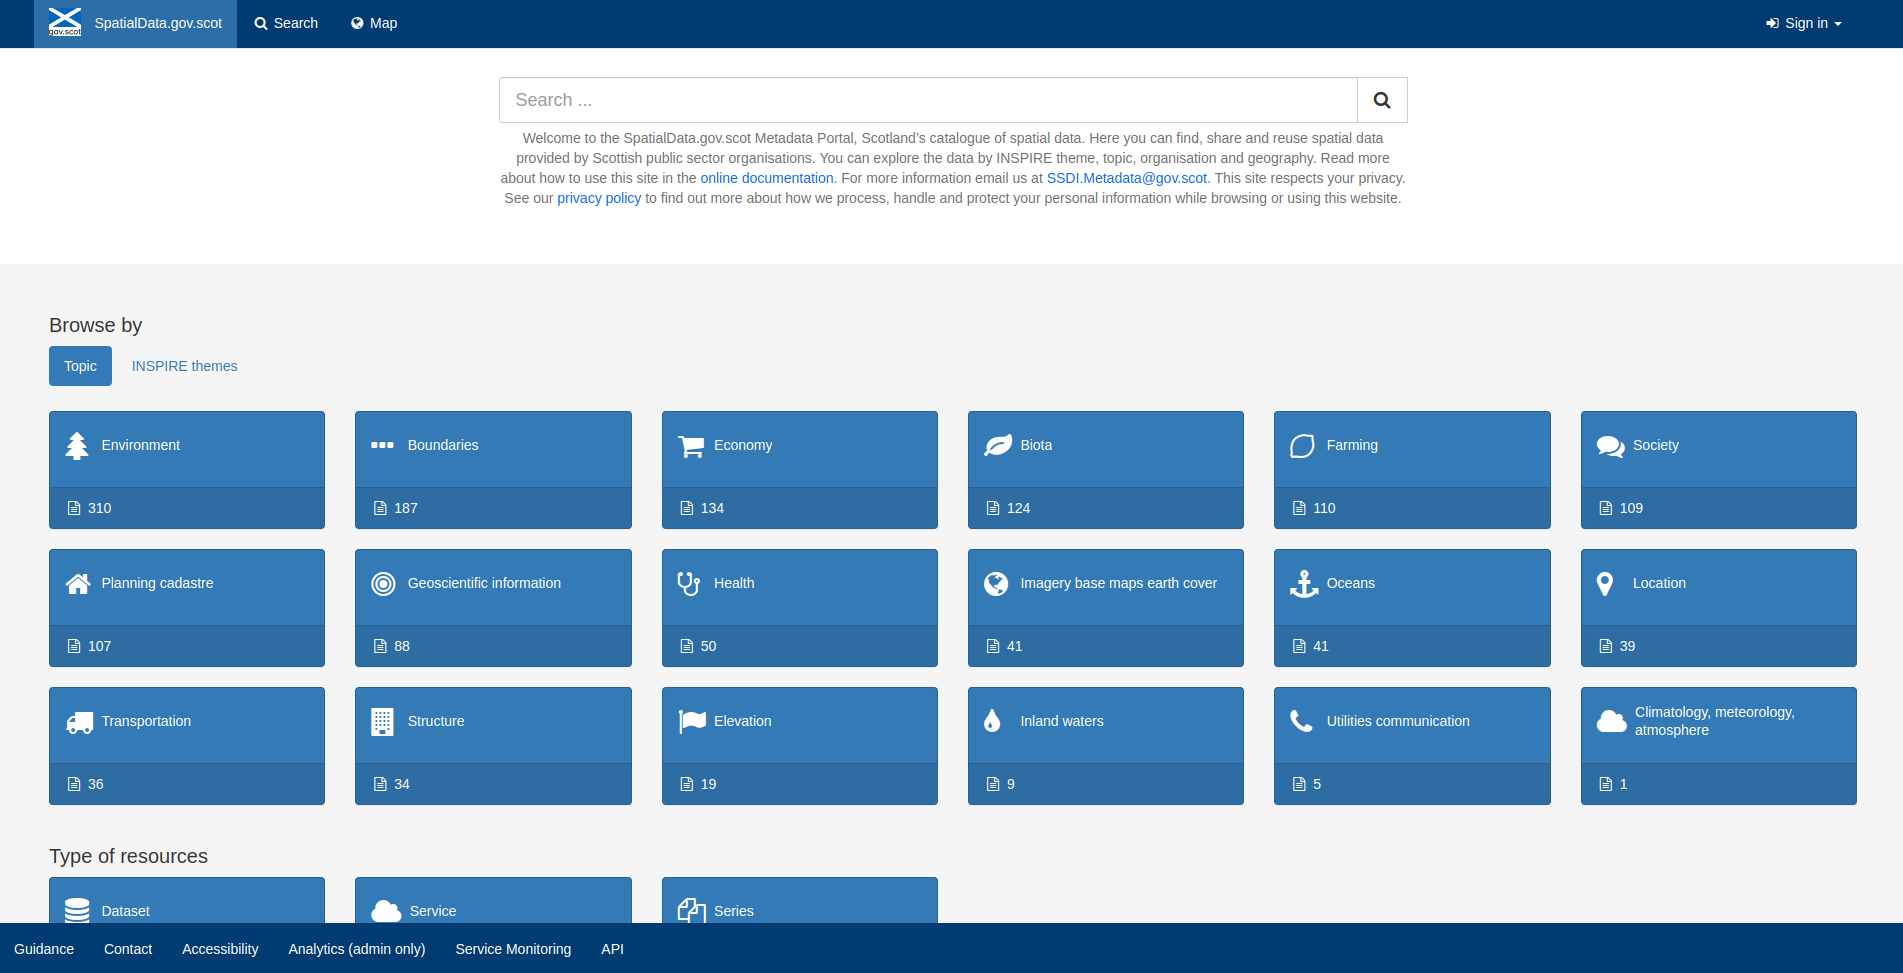 gov.scot
SpatialData.gov.scot
Search
Map
Sign in
Search ...
Welcome to the SpatialData.gov.scot Metadata Portal, Scotland’s catalogue of spatial data. Here you can find, share and reuse spatial data
provided by Scottish public sector organisations. You can explore the data by INSPIRE theme, topic, organisation and geography. Read more
about how to use this site in the online documentation. For more information email us at SSDI.Metadata@gov.scot. This site respects your privacy.
See our privacy policy to find out more about how we process, handle and protect your personal information while browsing or using this website.
Browse by
Topic
INSPIRE themes
Environment
310
Boundaries
187
Economy
134
Biota
124
Farming
110
Society
109
Planning cadastre
107
Geoscientific information
88
Health
50
Imagery base maps earth cover
41
Oceans
41
Location
39
Transportation
36
Structure
34
Elevation
19
Inland waters
9
Utilities communication
5
Climatology, meteorology,
atmosphere
1
Type of resources
Dataset
Service
Series
Guidance
Contact
Accessibility
Analytics (admin only)
Service Monitoring
API